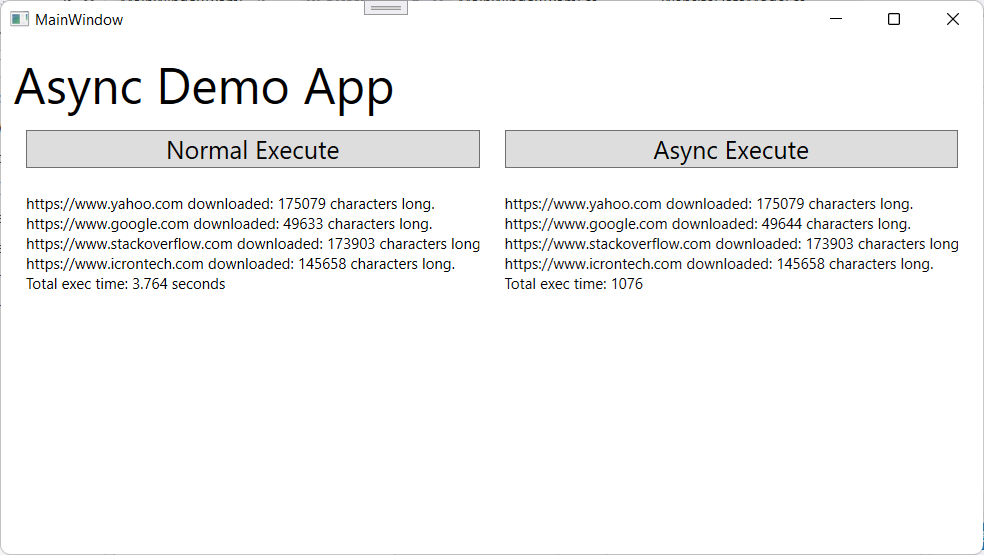 MainWindow
Async Demo App
Normal Execute
Async Execute
https://www.yahoo.com downloaded: 175079 characters long.
https://www.google.com downloaded: 49633 characters long.
https://www.stackoverflow.com downloaded: 173903 characters long
https://www.icrontech.com downloaded: 145658 characters long.
Total exec time: 3.764 seconds
https://www.yahoo.com downloaded: 175079 characters long.
https://www.google.com downloaded: 49644 characters long.
https://www.stackoverflow.com downloaded: 173903 characters long
https://www.icrontech.com downloaded: 145658 characters long.
Total exec time: 1076